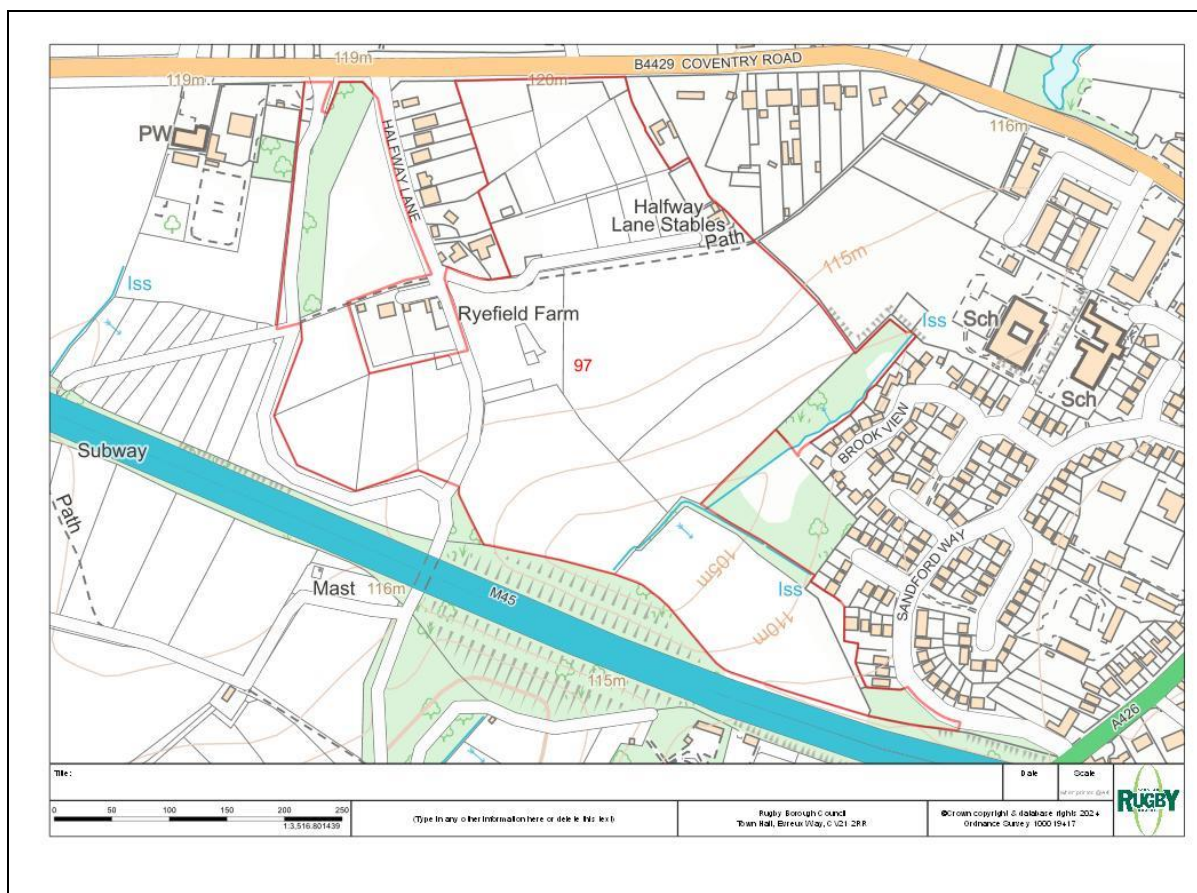 119m
119m
B4429 COVENTRY ROAD
120m
116m
PW
HALFWAY LANE
Halfway
Lane Stables
Path
115m
Iss
Ryefield Farm
Iss
Sch
Sch
97
BROOK VIEW
Subway
Path
SANDFORD WAY
105m
Mast
116m
M45
Iss
110m
115m
A426
Title:
Date
Scale
0 50 100 150 200 250
1:3,516.801439
(Type in any other information here or delete this text)
Rugby Borough Council
Town Hall, Evreux Way, CV21 2RR
©Crown copyright & database rights 2024
Ordnance Survey 100019417
RUGBY